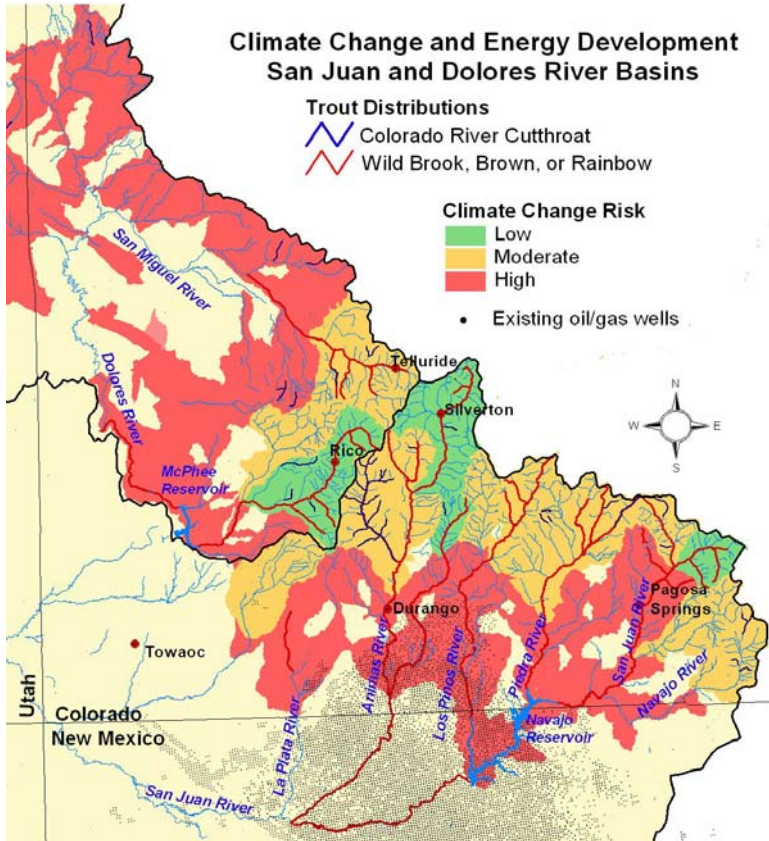 Climate Change and Energy Development
San Juan and Dolores River Basins
Trout Distributions
Colorado River Cutthroat
Wild Brook, Brown, or Rainbow
Climate Change Risk
Low
Moderate
High
Existing oil/gas wells
N
W E
S
San Miguel River
Dolores River
Telluride
Silverton
Rico
McPhee
Reservoir
Durango
Pagosa
Springs
Towaoc
Utah
Colorado
New Mexico
La Plata River
Animas River
Los Pinos River
Piedra River
San Juan River
Navajo River
Navajo
Reservoir
San Juan River